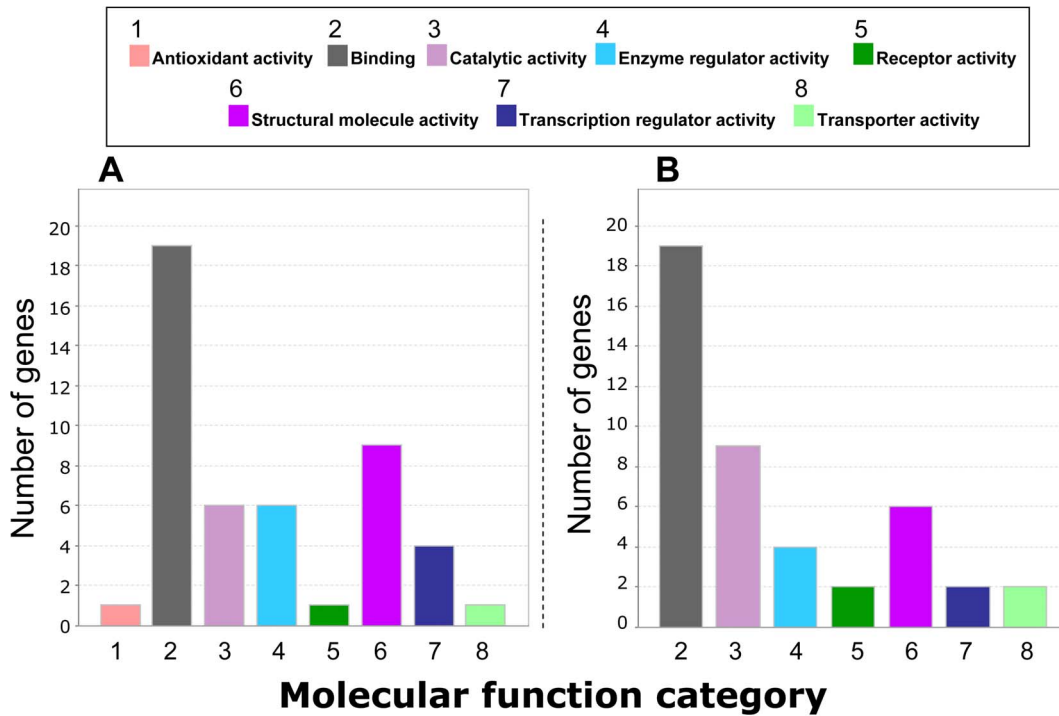 1 2 3 4 5
Antioxidant activity Binding Catalytic activity Enzyme regulator activity Receptor activity
6 7 8
Structural molecule activity Transcription regulator activity Transporter activity
A
Number of genes
20
18
16
14
12
10
8
6
4
2
0
1 2 3 4 5 6 7 8
B
Number of genes
20
18
16
14
12
10
8
6
4
2
0
2 3 4 5 6 7 8
Molecular function category